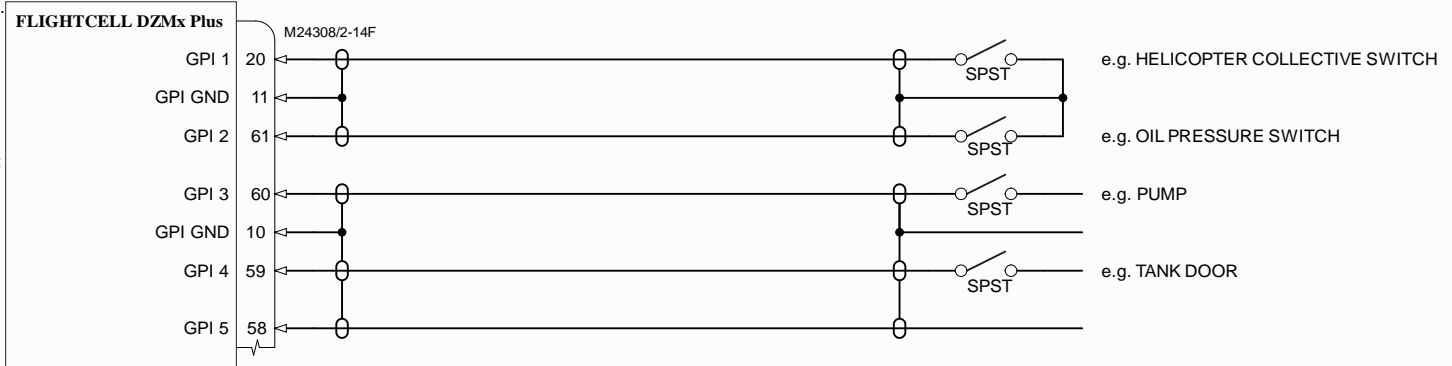 FLIGHTCELL DZMx Plus
M24308/2-14F
GPI 1 20 SPST e.g. HELICOPTER COLLECTIVE SWITCH
GPI GND 11
GPI 2 61 SPST e.g. OIL PRESSURE SWITCH
GPI 3 60 SPST e.g. PUMP
GPI GND 10
GPI 4 59 SPST e.g. TANK DOOR
GPI 5 58